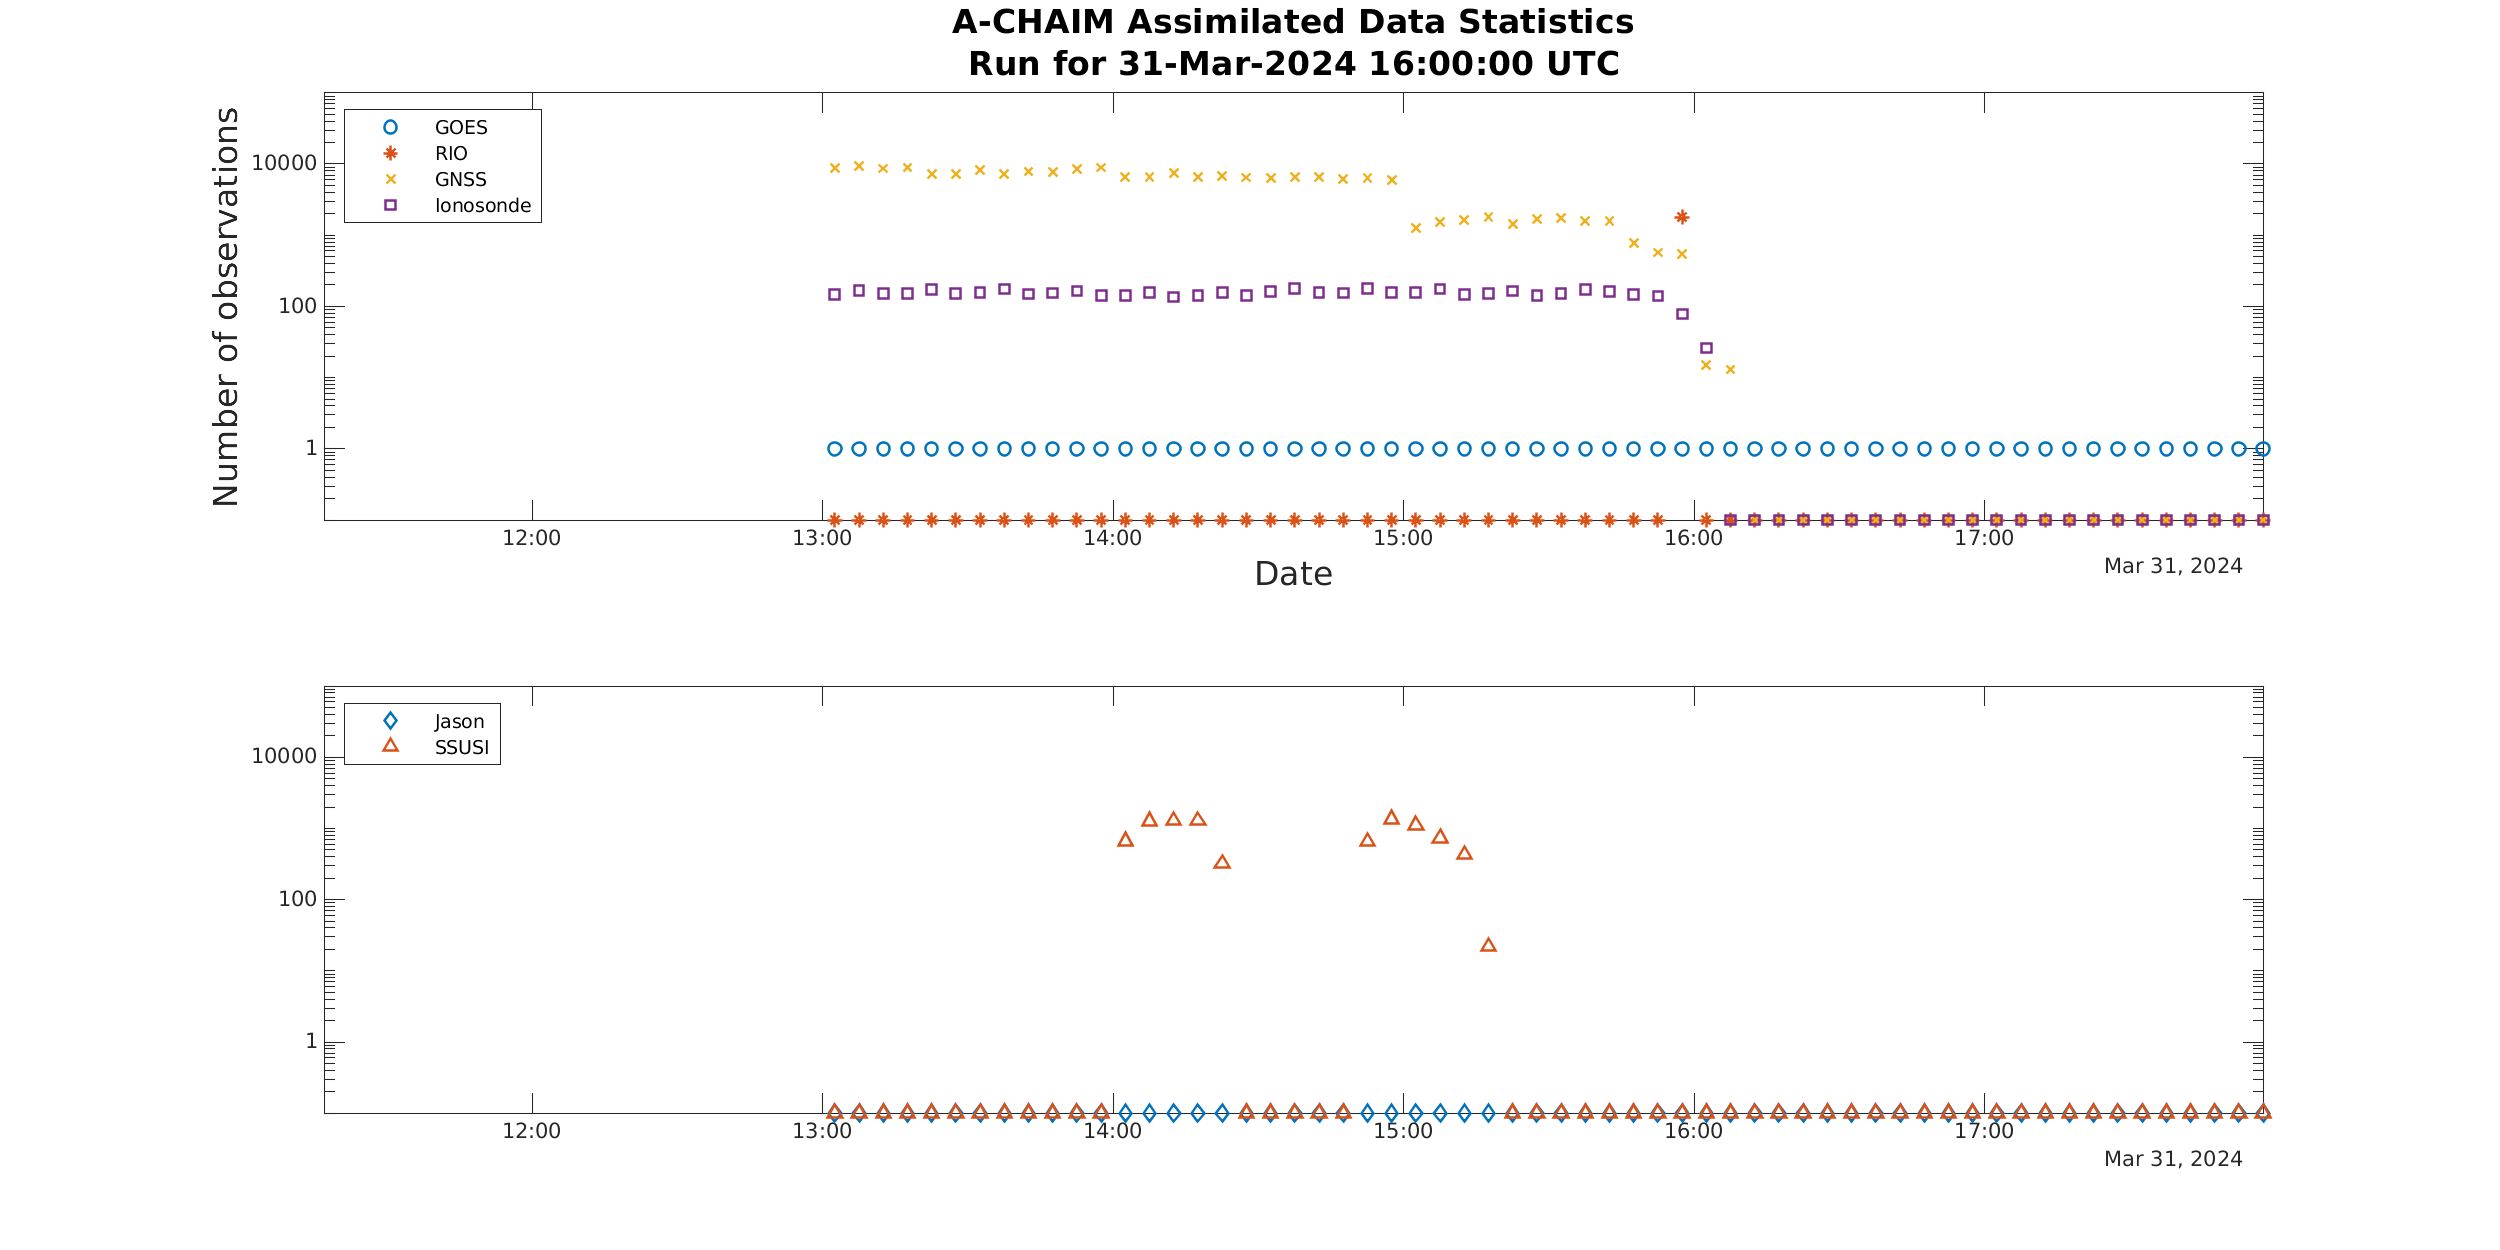 A-CHAIM Assimilated Data Statistics
Run for 31-Mar-2024 16:00:00 UTC
Number of observations
10000
100
1
GOES
RIO
GNSS
Ionosonde
12:00 13:00 14:00 15:00 16:00 17:00
Date
Mar 31, 2024
10000
100
1
Jason
SSUSI
12:00 13:00 14:00 15:00 16:00 17:00
Mar 31, 2024